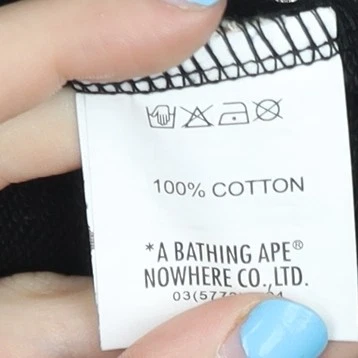 100% COTTON
*A BATHING APE®
NOWHERE CO.,LTD.